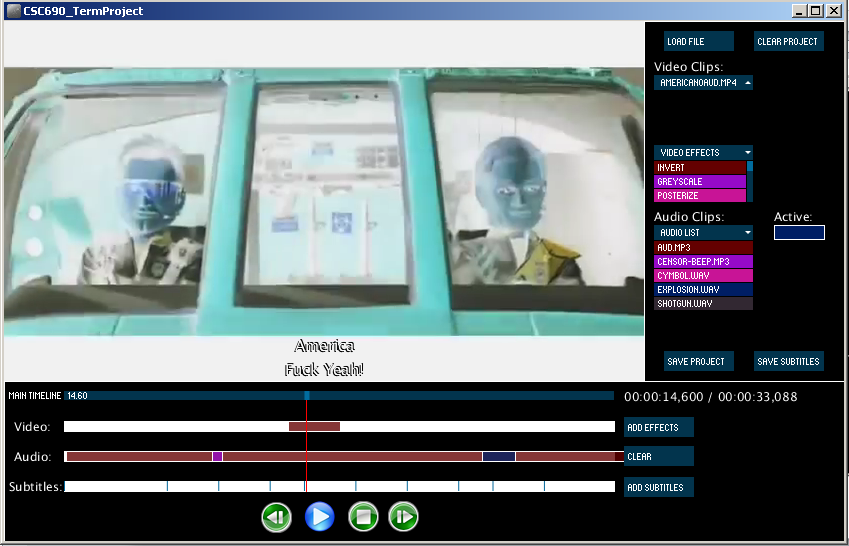 CSC690_TermProject
LOAD FILE
CLEAR PROJECT
Video Clips:
AMERICANOAUD.MP4
VIDEO EFFECTS
INVERT
GREYSCALE
POSTERIZE
Audio Clips:
Active:
AUDIO LIST
AUD.MP3
CENSOR-BEEP.MP3
CYMBOL.WAV
EXPLOSION.WAV
SHOTGUN.WAV
America
Fuck Yeah!
SAVE PROJECT
SAVE SUBTITLES
MAIN TIMELINE
14.60
00:00:14,600 / 00:00:33,088
Video:
ADD EFFECTS
Audio:
CLEAR
Subtitles:
ADD SUBTITLES